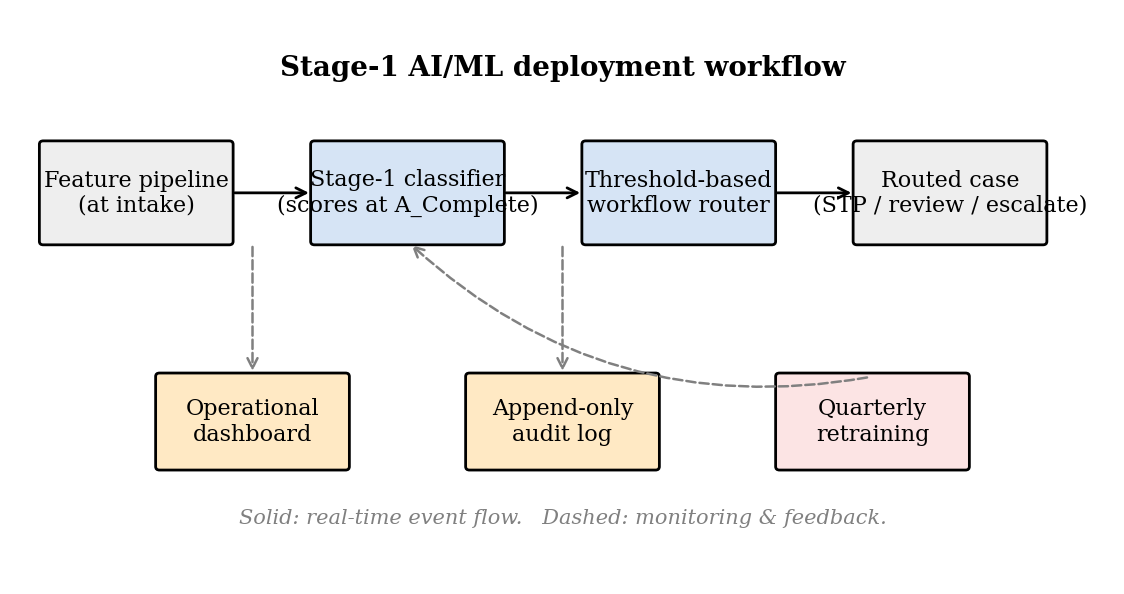 Stage-1 AI/ML deployment workflow
Feature pipeline
(at intake)
Stage-1 classifier
(scores at A_Complete)
Threshold-based
workflow router
Routed case
(STP / review / escalate)
Operational
dashboard
Append-only
audit log
Quarterly
retraining
Solid: real-time event flow.   Dashed: monitoring & feedback.